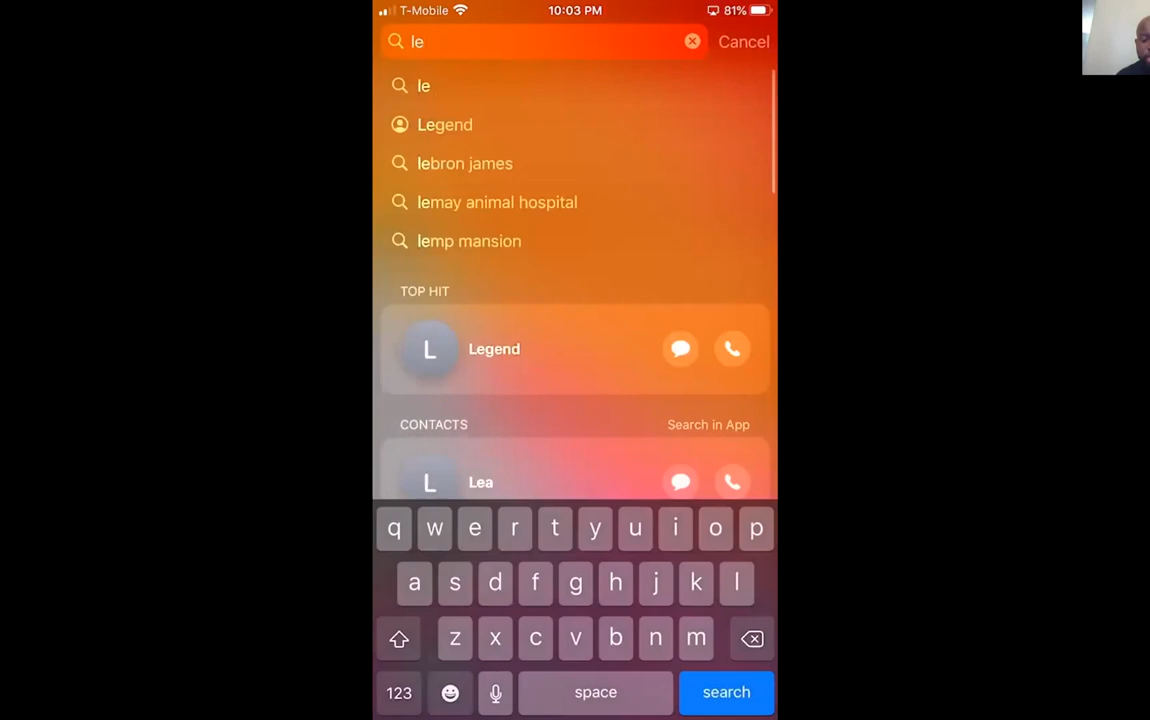 T-Mobile 10:03 PM 81%
le Cancel
le
Legend
lebron james
lemay animal hospital
lemp mansion
TOP HIT
L Legend
CONTACTS Search in App
L Lea
q w e r t y u i o p
a s d f g h j k l
z x c v b n m
123 space search